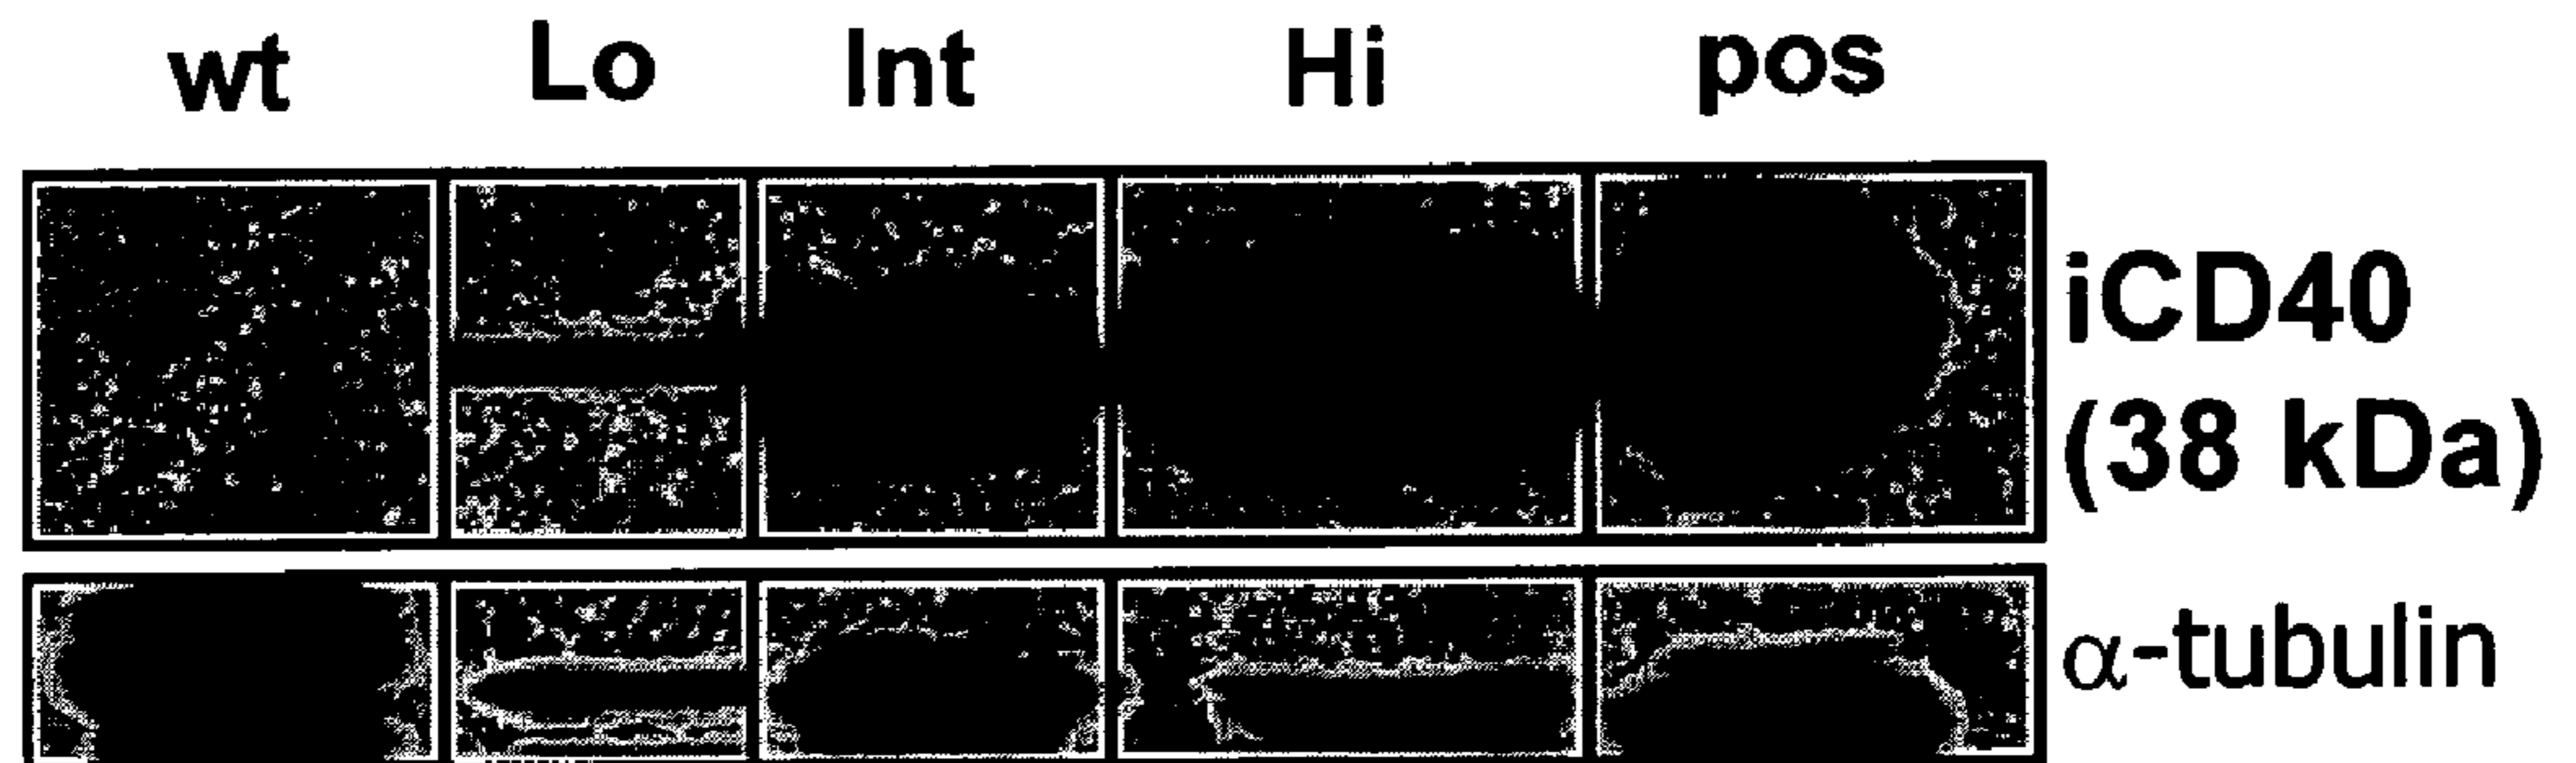 wt Lo Int Hi pos
iCD40
(38 kDa)
α-tubulin